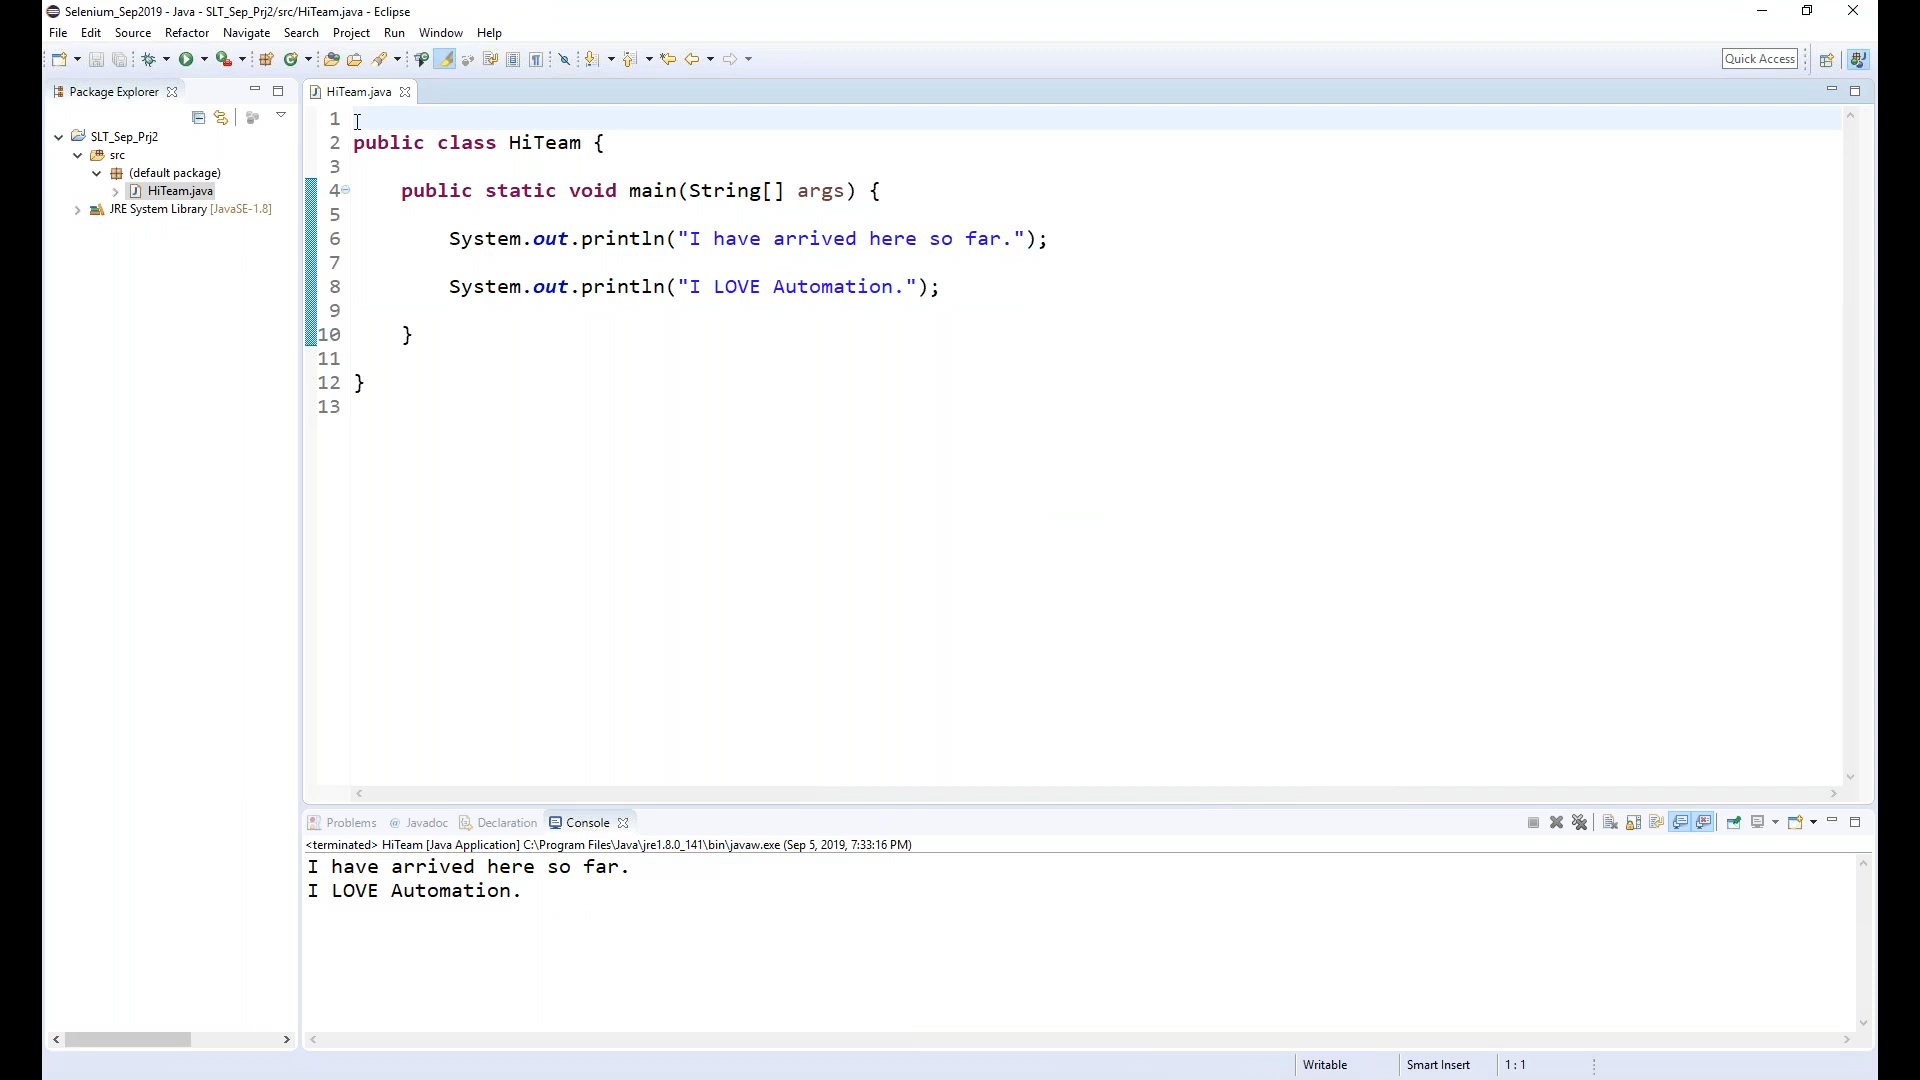 Selenium_Sep2019 - Java - SLT_Sep_Prj2/src/HiTeam.java - Eclipse
File Edit Source Refactor Navigate Search Project Run Window Help
Quick Access
Package Explorer
SLT_Sep_Prj2
src
(default package)
HiTeam.java
JRE System Library [JavaSE-1.8]
HiTeam.java
1
2 public class HiTeam {
3
4 public static void main(String[] args) {
5
6 System.out.println("I have arrived here so far.");
7
8 System.out.println("I LOVE Automation.");
9
10 }
11
12 }
13
Problems @ Javadoc Declaration Console
<terminated> HiTeam [Java Application] C:\Program Files\Java\jre1.8.0_141\bin\javaw.exe (Sep 5, 2019, 7:33:16 PM)
I have arrived here so far.
I LOVE Automation.
Writable Smart Insert 1 : 1